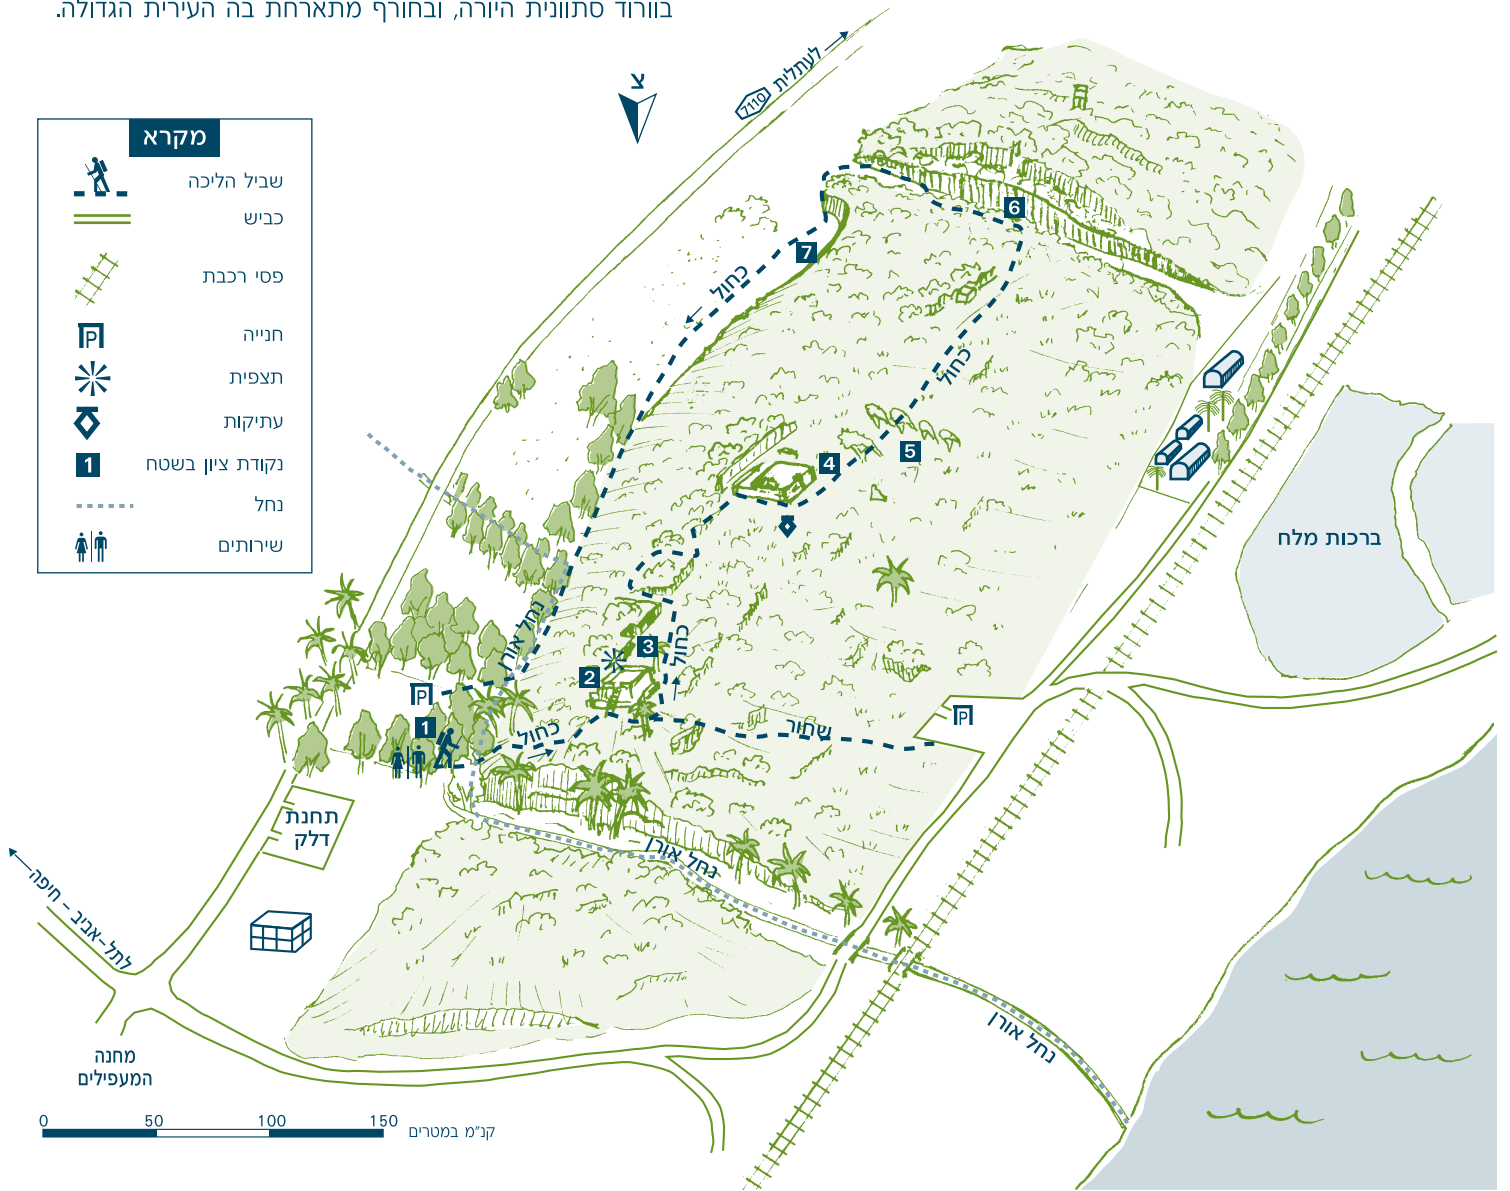 בוורוד סתוונית היורה, ובחורף מתארחת בה העירית הגדולה.
צ
7110
לעתלית
מקרא
שביל הליכה
כביש
פסי רכבת
P
חנייה
תצפית
עתיקות
1
נקודת ציון בשטח
נחל
שירותים
6
7
כחול
כחול
5
4
ברכות מלח
נחל אורן
3
כחול
2
P
1
כחול
שחור
P
תחנת
דלק
נחל אורן
לתל-אביב - חיפה
נחל אורן
מחנה
המעפילים
0 50 100 150
קנ"מ במטרים